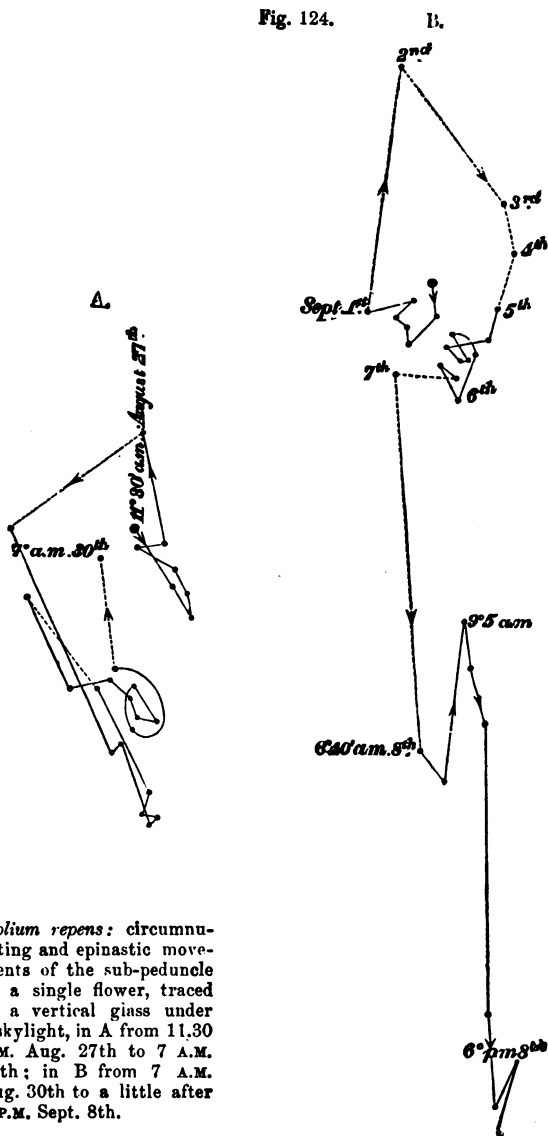 Fig. 124.
B.
2nd
3rd
4th
Sept. 1st
5th
7th
6th
A.
11° 30' a.m. August 27th
7° a.m. 30th
9° 5 a.m
6° 40' a.m. 8th
6° pm 8th
olium repens: circumnu-
ting and epinastic move-
ents of the sub-peduncle
a single flower, traced
a vertical glass under
skylight, in A from 11.30
M. Aug. 27th to 7 A.M.
th; in B from 7 A.M.
ug. 30th to a little after
P.M. Sept. 8th.